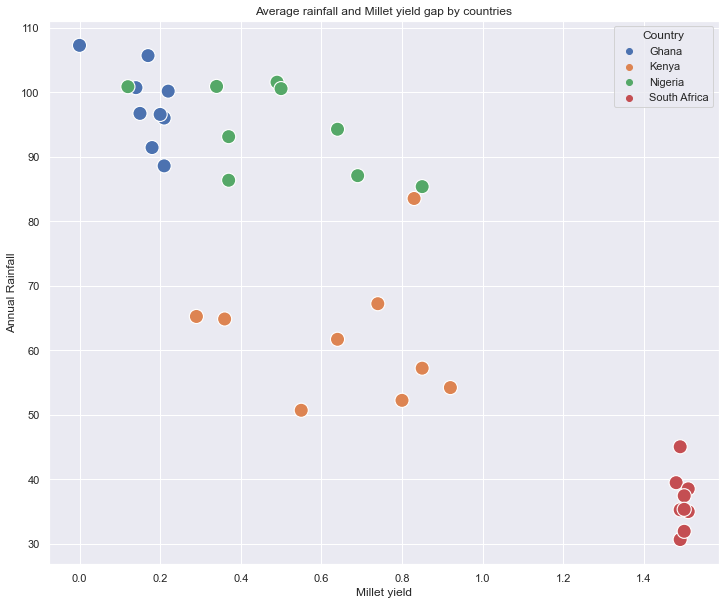 Average rainfall and Millet yield gap by countries
Country
Ghana
Kenya
Nigeria
South Africa
Annual Rainfall
110
100
90
80
70
60
50
40
30
0.0 0.2 0.4 0.6 0.8 1.0 1.2 1.4
Millet yield